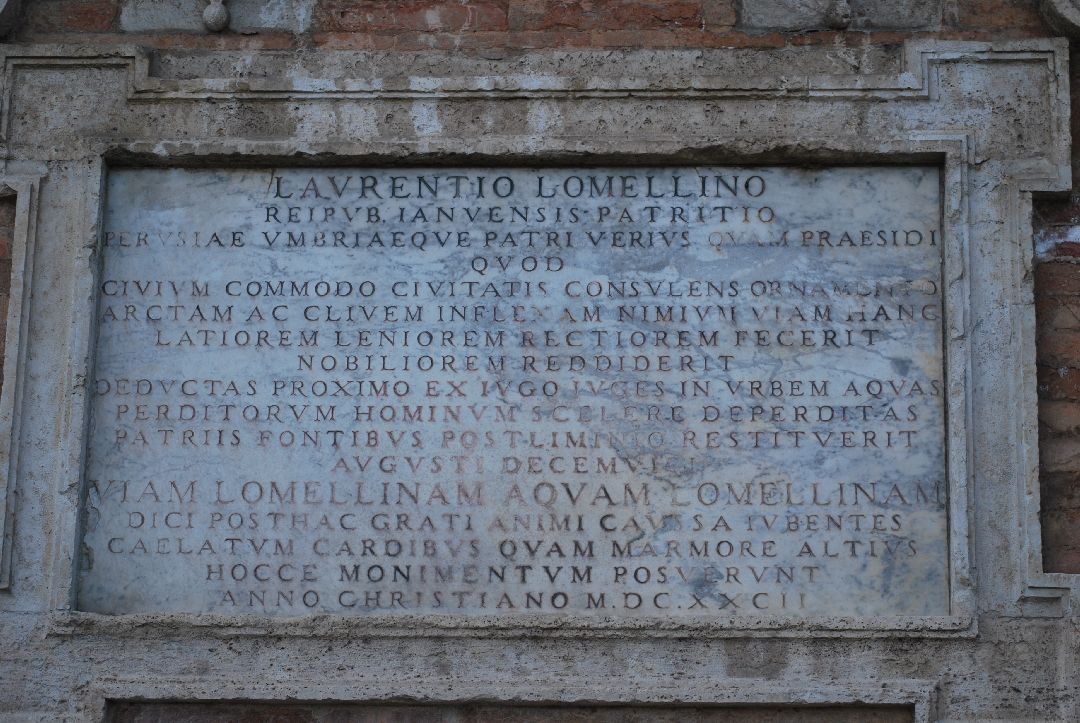 LAVRENTIO LOMELLINO
REIPVB. IANVENSIS PATRITIO
PERVSIAE VMBRIAEQVE PATRI VERIVS QVAM PRAESIDI
QVOD
CIVIVM COMMODO CIVITATIS CONSVLENS ORNAMENTO
ARCTAM AC CLIVEM INFLEXAM NIMIVM VIAM HANC
LATIOREM LENIOREM RECTIOREM FECERIT
NOBILIOREM REDDIDERIT
DEDVCTAS PROXIMO EX IVGO IVGES IN VRBEM AQVAS
PERDITORVM HOMINVM SCELERE DEPERDITAS
PATRIIS FONTIBVS POSTLIMINIO RESTITVERIT
AVGVSTI DECEMVIRI
VIAM LOMELLINAM AQVAM LOMELLINAM
DICI POSTHAC GRATI ANIMI CAVSSA IVBENTES
CAELATVM CARDIBVS QVAM MARMORE ALTIVS
HOCCE MONIMENTVM POSVERVNT
ANNO CHRISTIANO M.DC.XXCII